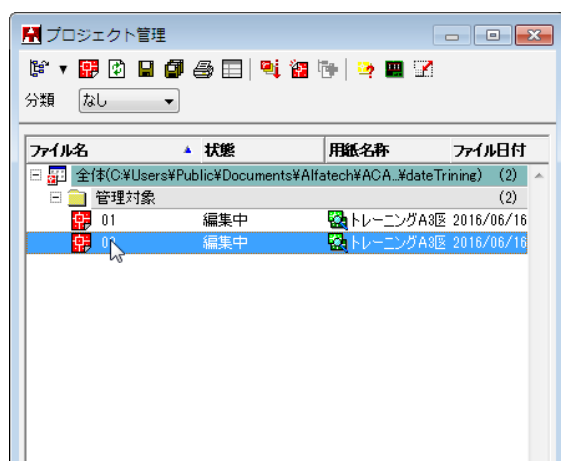 プロジェクト管理
分類 なし
ファイル名 状態 用紙名称 ファイル日付
全体(C:¥Users¥Public¥Documents¥Alfatech¥ACA...¥dateTrining) (2)
管理対象 (2)
01 編集中 トレーニングA3区 2016/06/16
編集中 トレーニングA3区 2016/06/16